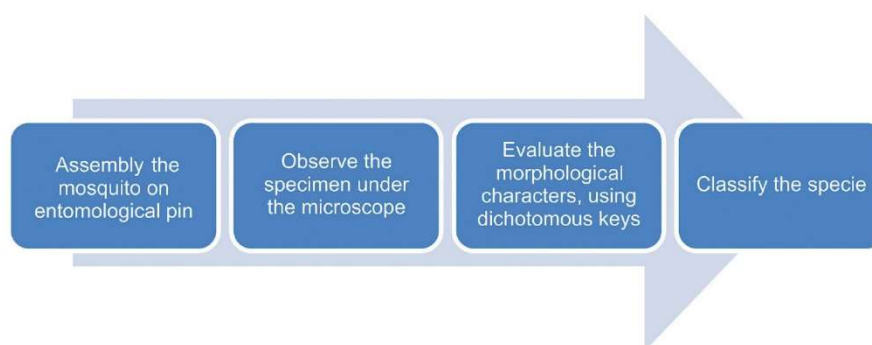 Assembly the
mosquito on
entomological pin
Observe the
specimen under
the microscope
Evaluate the
morphological
characters, using
dichotomous keys
Classify the specie